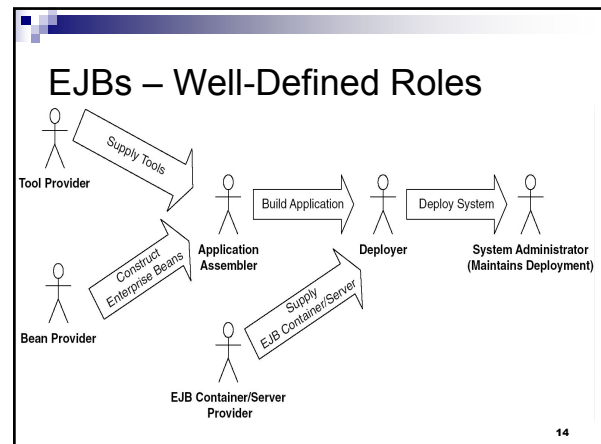 EJBs – Well-Defined Roles
Supply Tools
Tool Provider
Build Application
Deploy System
Application
Assembler
Deployer
System Administrator
(Maintains Deployment)
Construct
Enterprise Beans
Bean Provider
Supply
EJB Container/Server
EJB Container/Server
Provider
14